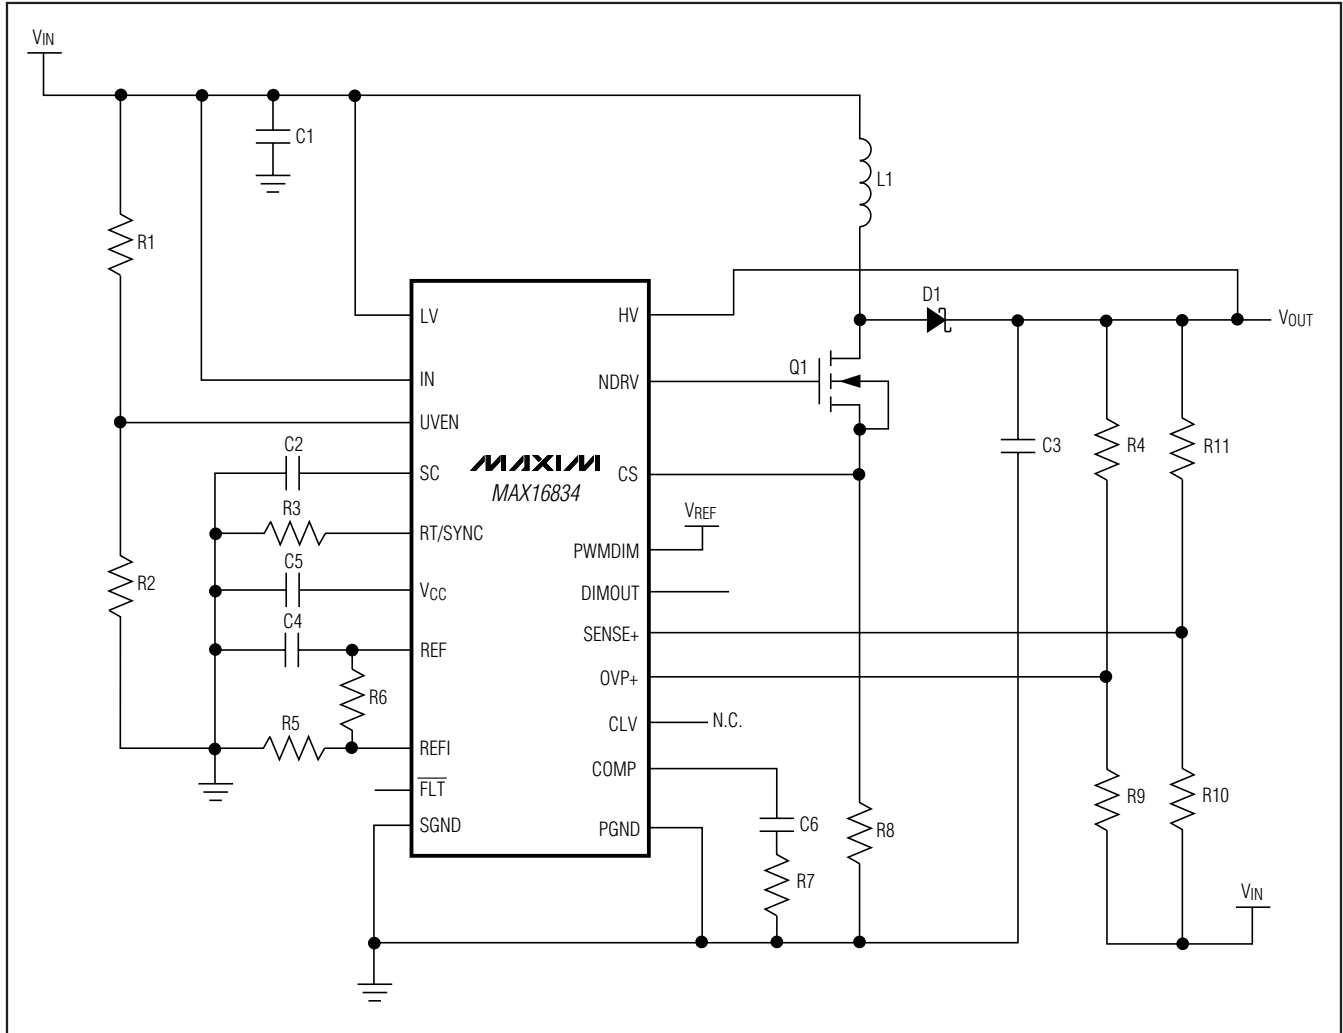 VIN
C1
L1
R1
D1
LV
HV
VOUT
Q1
IN
NDRV
UVEN
C2
C3
R4
R11
MAXIM
SC
CS
MAX16834
R3
VREF
RT/SYNC
PWMDIM
C5
R2
VCC
DIMOUT
C4
SENSE+
REF
OVP+
R6
R5
CLV
N.C.
REFI
COMP
FLT
R9
R10
C6
SGND
PGND
R8
R7
VIN